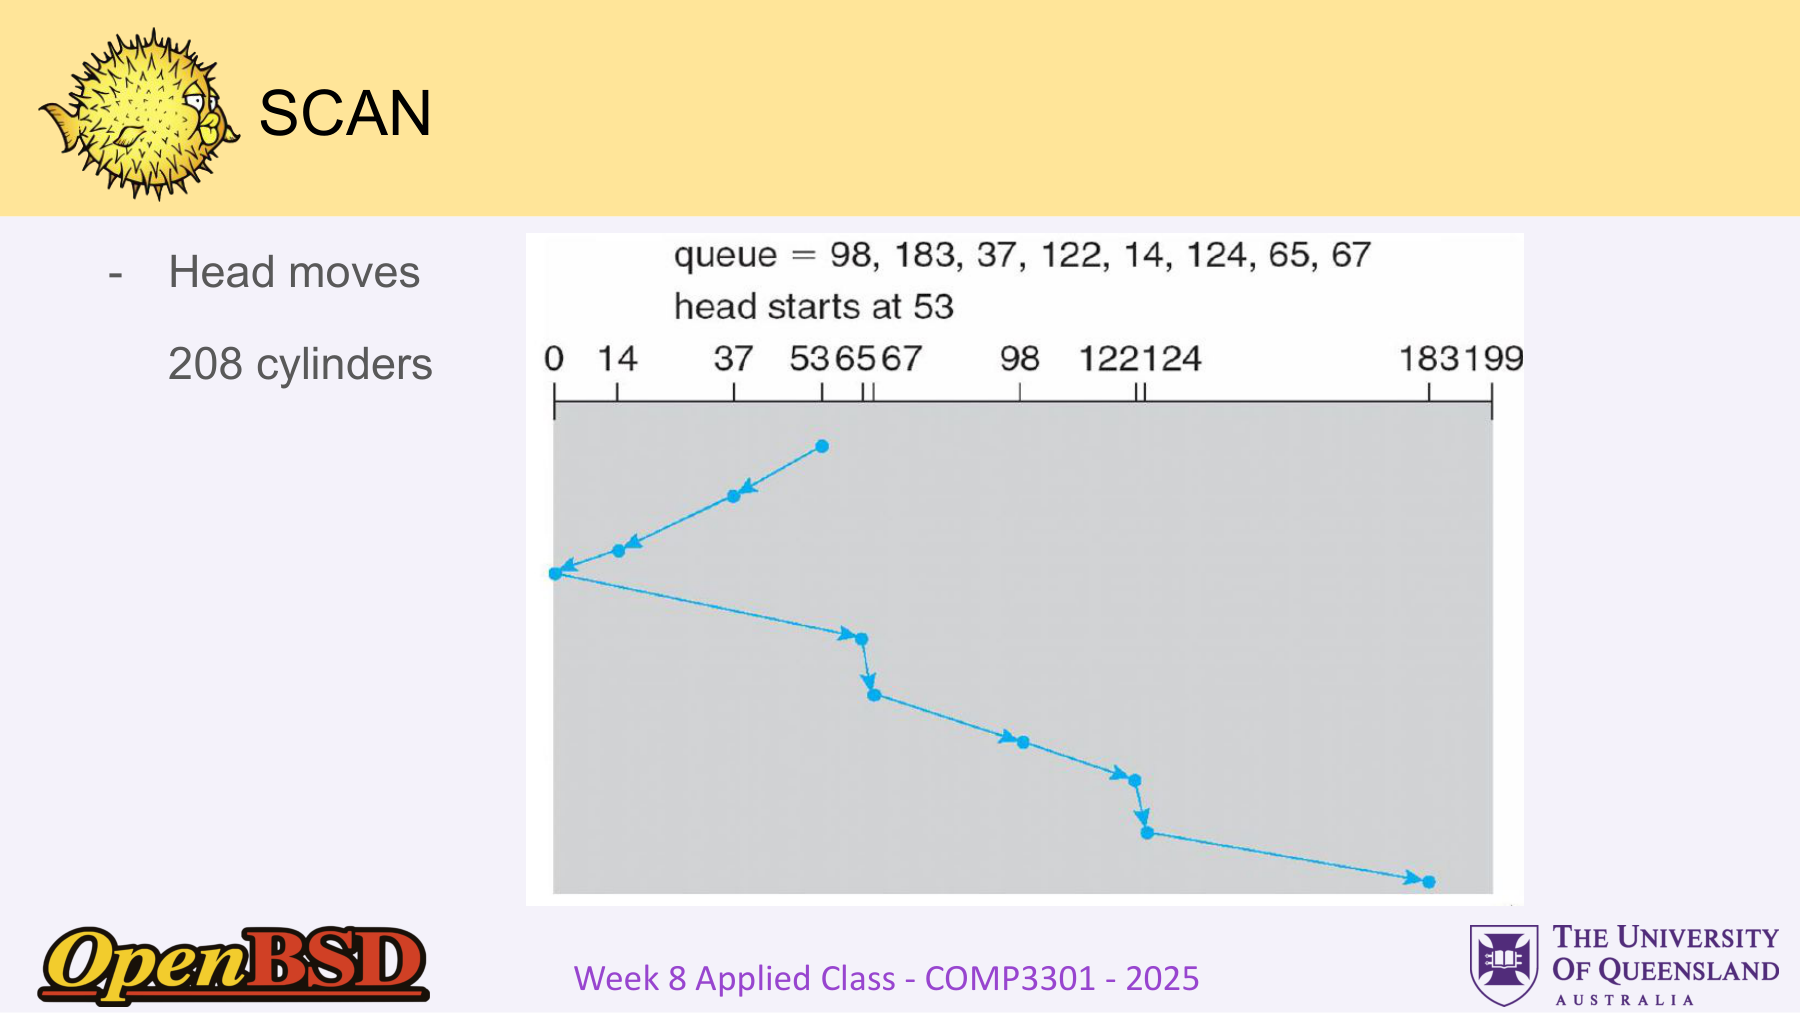 SCAN
- Head moves
208 cylinders
queue = 98, 183, 37, 122, 14, 124, 65, 67
head starts at 53
0 14 37 53 65 67 98 122 124 183 199
OpenBSD
Week 8 Applied Class - COMP3301 - 2025
THE UNIVERSITY
OF QUEENSLAND
AUSTRALIA